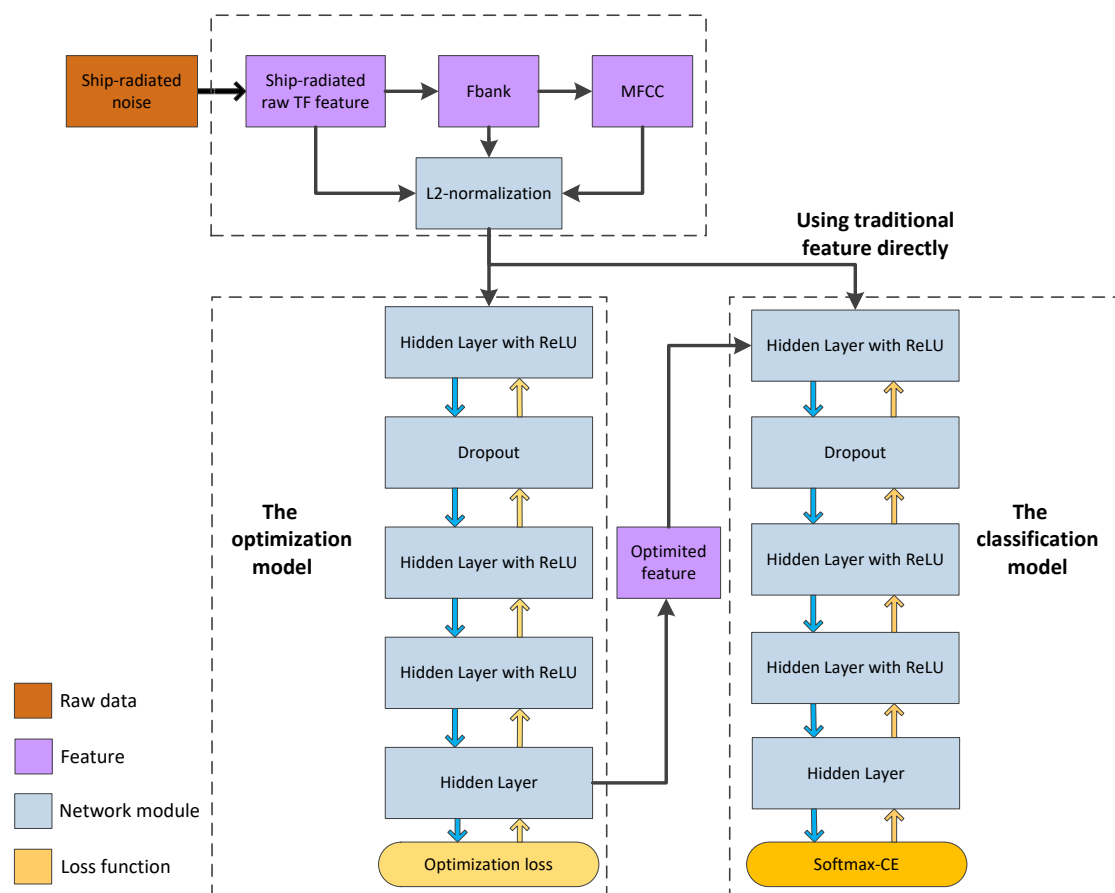 Ship-radiated
noise
Ship-radiated
raw TF feature
Fbank
MFCC
L2-normalization
Using traditional
feature directly
Hidden Layer with ReLU
Dropout
Hidden Layer with ReLU
Hidden Layer with ReLU
Hidden Layer
Optimization loss
The
optimization
model
Optimited
feature
Hidden Layer with ReLU
Dropout
Hidden Layer with ReLU
Hidden Layer with ReLU
Hidden Layer
Softmax-CE
The
classification
model
Raw data
Feature
Network module
Loss function